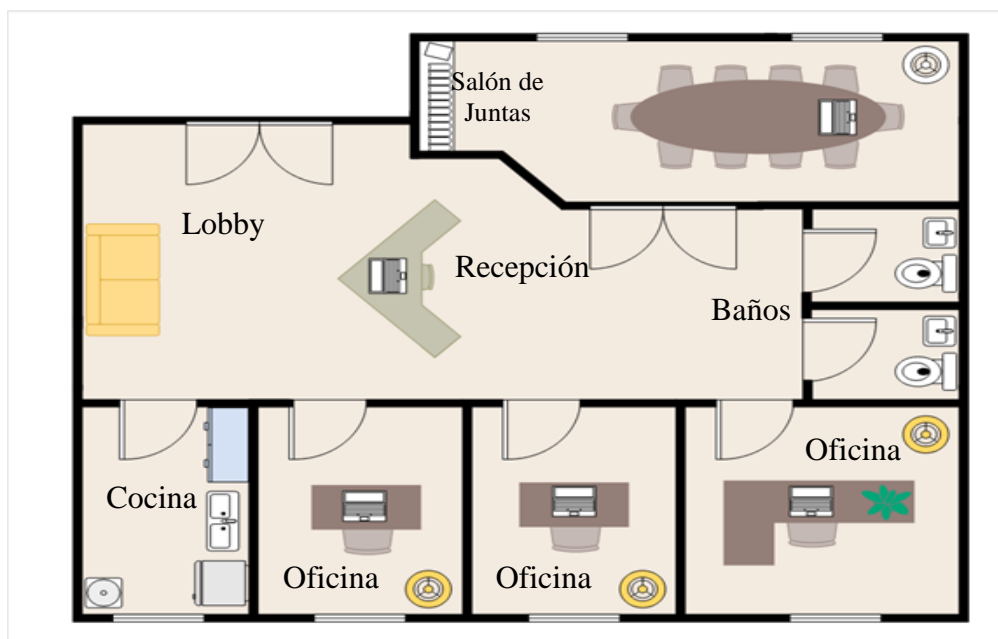 Salón de
Juntas
Lobby
Recepción
Baños
Oficina
Cocina
Oficina
Oficina